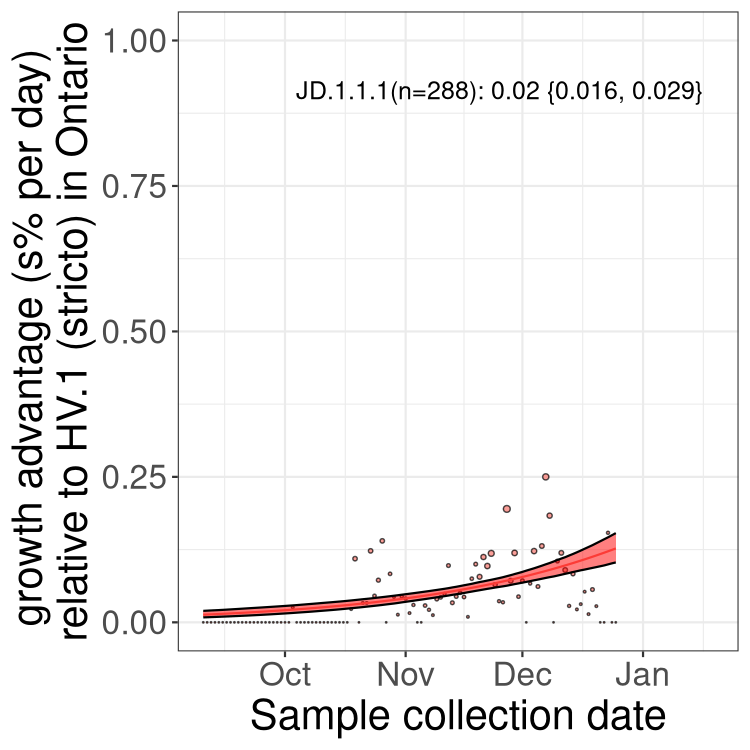 growth advantage (s% per day)
relative to HV.1 (stricto) in Ontario
1.00
JD.1.1.1(n=288): 0.02 {0.016, 0.029}
0.75
0.50
0.25
0.00
Oct Nov Dec Jan
Sample collection date